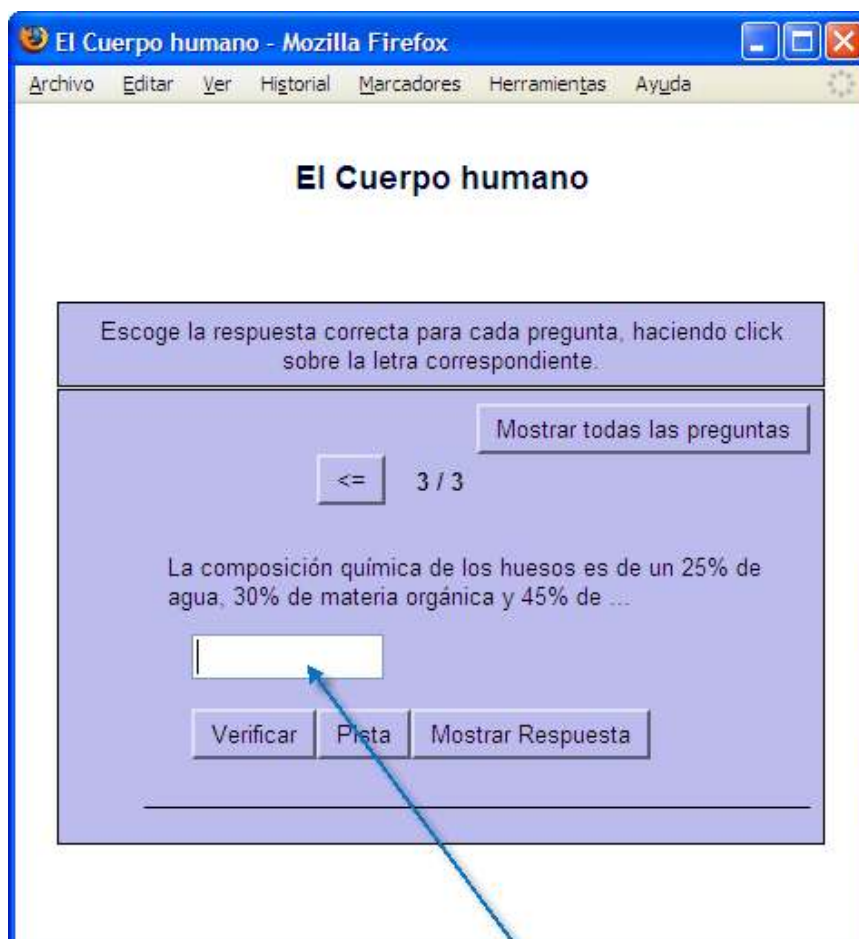 El Cuerpo humano - Mozilla Firefox
Archivo Editar Ver Historial Marcadores Herramientas Ayuda
El Cuerpo humano
Escoge la respuesta correcta para cada pregunta, haciendo click
sobre la letra correspondiente.
Mostrar todas las preguntas
<= 3 / 3
La composición química de los huesos es de un 25% de
agua, 30% de materia orgánica y 45% de ...
Verificar Pista Mostrar Respuesta